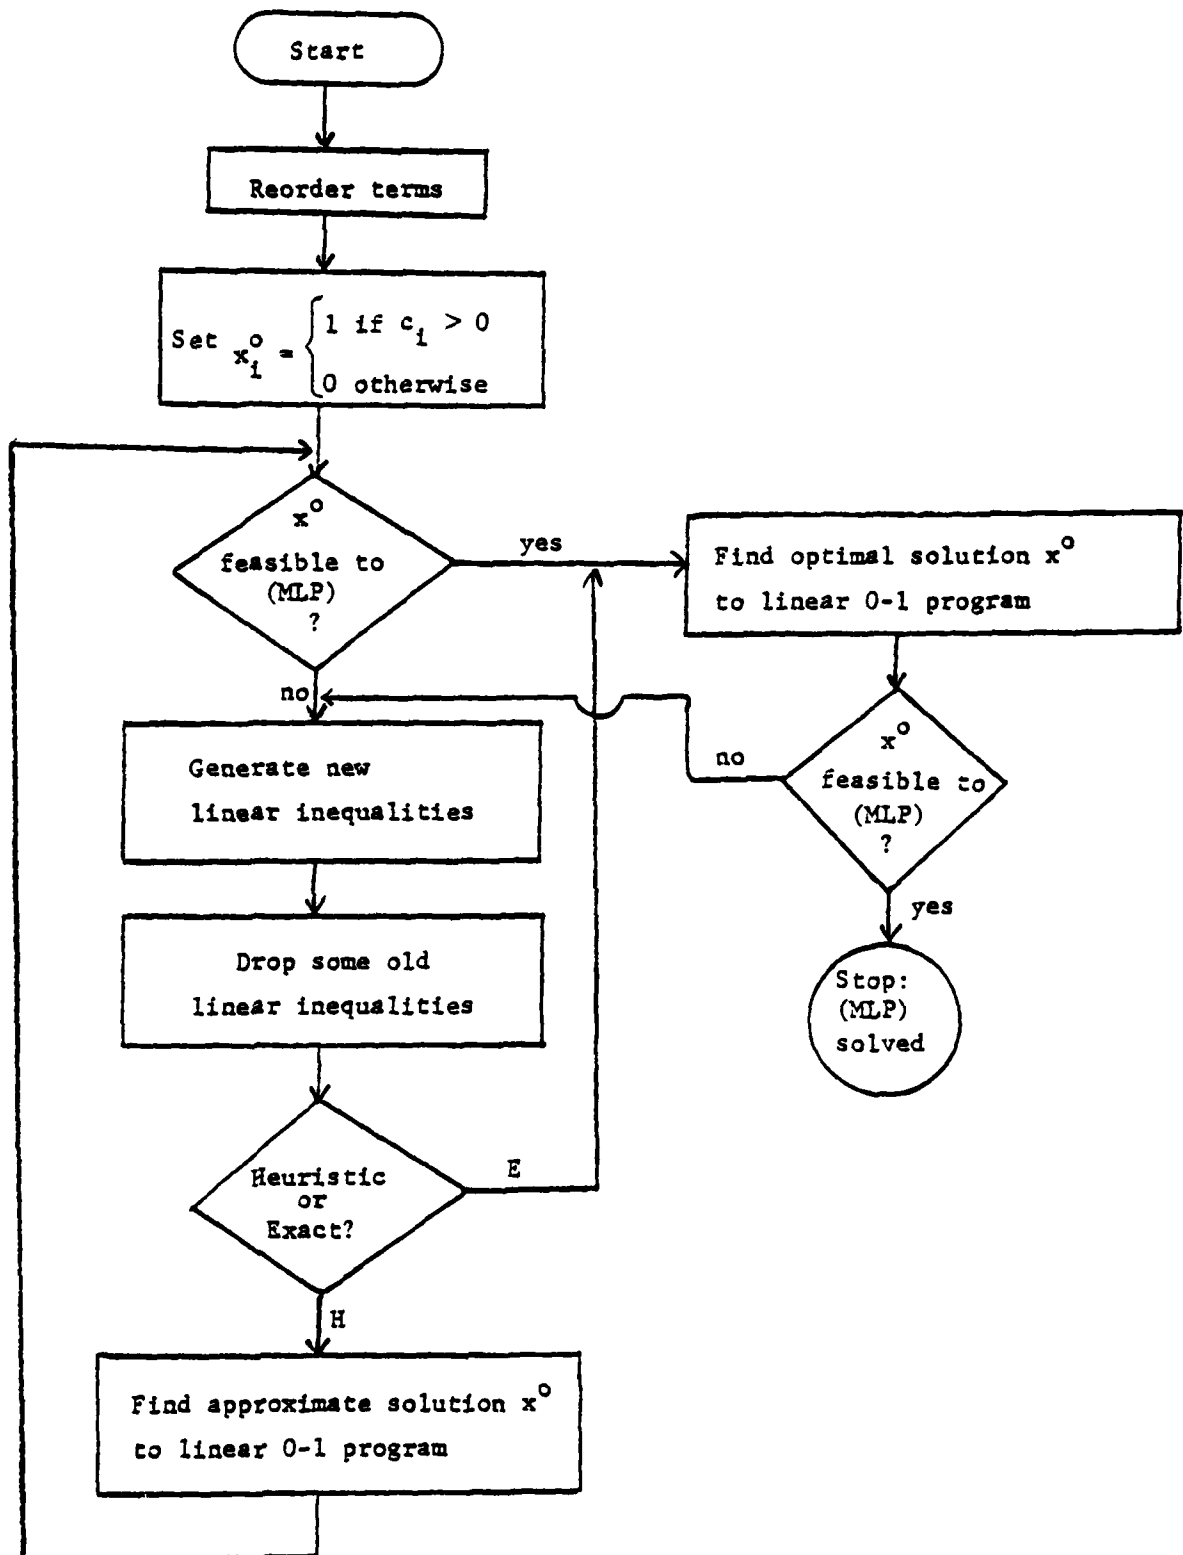 Start
Reorder terms
Set x_i^o = { 1 if c_i > 0
0 otherwise
x^o
feasible to
(MLP)
?
yes
no
Find optimal solution x^o
to linear 0-1 program
x^o
feasible to
(MLP)
?
no
yes
Stop:
(MLP)
solved
Generate new
linear inequalities
Drop some old
linear inequalities
Heuristic
or
Exact?
E
H
Find approximate solution x^o
to linear 0-1 program